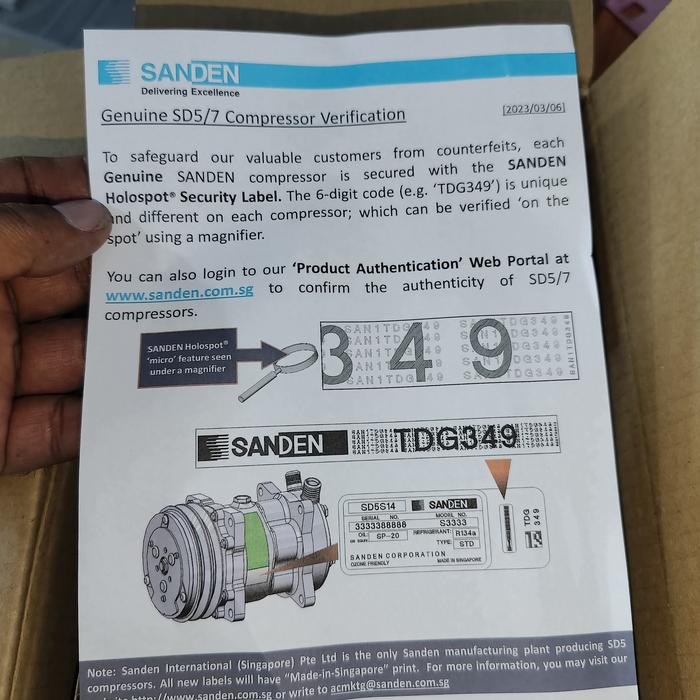 SANDEN
Delivering Excellence
Genuine SD5/7 Compressor Verification
[2023/03/06]
To safeguard our valuable customers from counterfeits, each
Genuine SANDEN compressor is secured with the SANDEN
Holospot® Security Label. The 6-digit code (e.g. ‘TDG349’) is unique
and different on each compressor; which can be verified ‘on the
spot’ using a magnifier.
You can also login to our ‘Product Authentication’ Web Portal at
www.sanden.com.sg to confirm the authenticity of SD5/7
compressors.
SANDEN Holospot®
‘micro’ feature seen
under a magnifier
349
SAN1TDG349
SANDEN
TDG349
SD5S14
SANDEN
SERIAL NO.
MODEL NO.
3333388888
S3333
OIL:
SP-20
REFRIGERANT:
R134a
TYPE:
STD
SANDEN CORPORATION
OZONE FRIENDLY
MADE IN SINGAPORE
TDG
349
Note: Sanden International (Singapore) Pte Ltd is the only Sanden manufacturing plant producing SD5
compressors. All new labels will have “Made-in-Singapore” print. For more information, you may visit our
http://www.sanden.com.sg or write to acmktg@sanden.com.sg